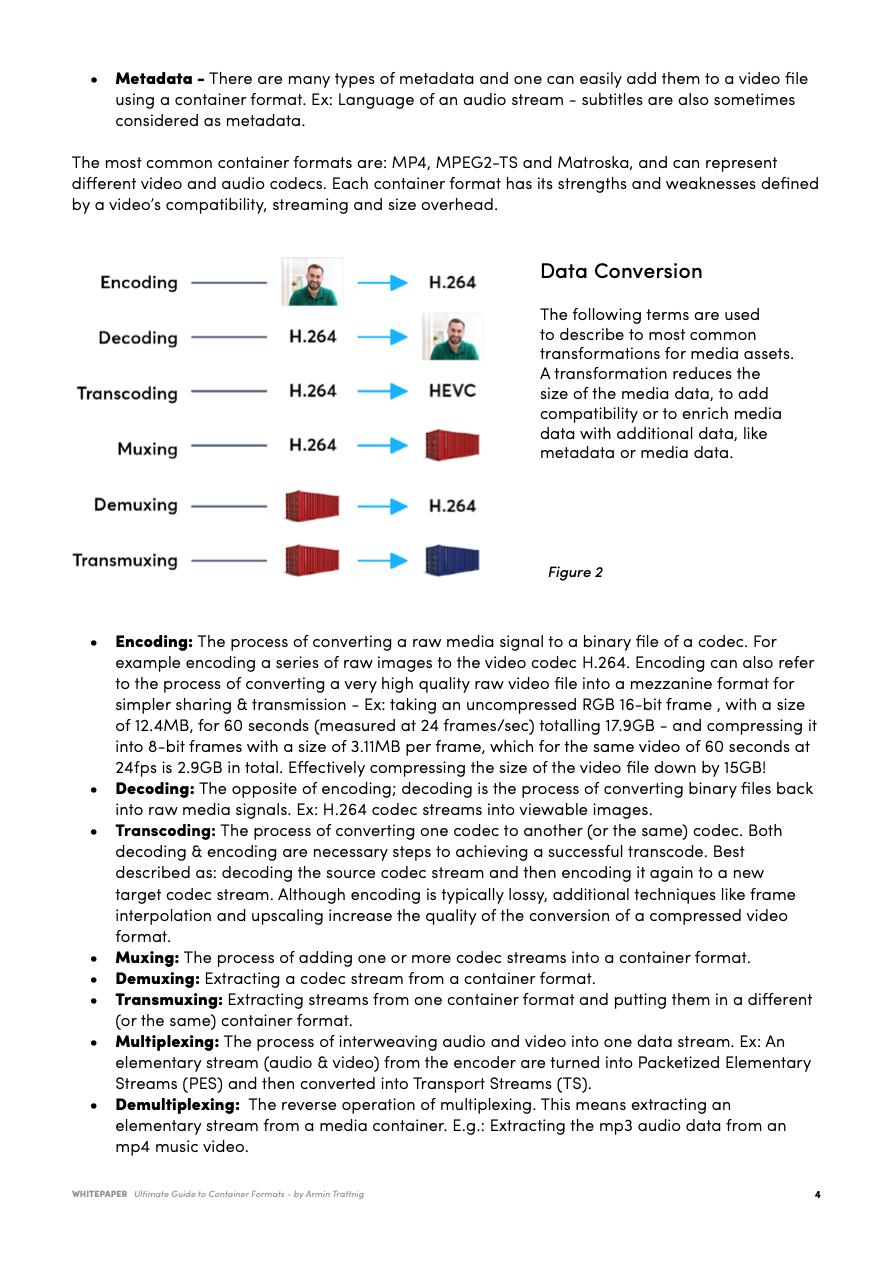 • Metadata - There are many types of metadata and one can easily add them to a video file
using a container format. Ex: Language of an audio stream - subtitles are also sometimes
considered as metadata.
The most common container formats are: MP4, MPEG2-TS and Matroska, and can represent
different video and audio codecs. Each container format has its strengths and weaknesses defined
by a video's compatibility, streaming and size overhead.
Encoding H.264
Decoding H.264
Transcoding H.264 HEVC
Muxing H.264
Demuxing H.264
Transmuxing
Data Conversion
The following terms are used
to describe to most common
transformations for media assets.
A transformation reduces the
size of the media data, to add
compatibility or to enrich media
data with additional data, like
metadata or media data.
Figure 2
• Encoding: The process of converting a raw media signal to a binary file of a codec. For
example encoding a series of raw images to the video codec H.264. Encoding can also refer
to the process of converting a very high quality raw video file into a mezzanine format for
simpler sharing & transmission - Ex: taking an uncompressed RGB 16-bit frame , with a size
of 12.4MB, for 60 seconds (measured at 24 frames/sec) totalling 17.9GB - and compressing it
into 8-bit frames with a size of 3.11MB per frame, which for the same video of 60 seconds at
24fps is 2.9GB in total. Effectively compressing the size of the video file down by 15GB!
• Decoding: The opposite of encoding; decoding is the process of converting binary files back
into raw media signals. Ex: H.264 codec streams into viewable images.
• Transcoding: The process of converting one codec to another (or the same) codec. Both
decoding & encoding are necessary steps to achieving a successful transcode. Best
described as: decoding the source codec stream and then encoding it again to a new
target codec stream. Although encoding is typically lossy, additional techniques like frame
interpolation and upscaling increase the quality of the conversion of a compressed video
format.
• Muxing: The process of adding one or more codec streams into a container format.
• Demuxing: Extracting a codec stream from a container format.
• Transmuxing: Extracting streams from one container format and putting them in a different
(or the same) container format.
• Multiplexing: The process of interweaving audio and video into one data stream. Ex: An
elementary stream (audio & video) from the encoder are turned into Packetized Elementary
Streams (PES) and then converted into Transport Streams (TS).
• Demultiplexing: The reverse operation of multiplexing. This means extracting an
elementary stream from a media container. E.g.: Extracting the mp3 audio data from an
mp4 music video.
WHITEPAPER Ultimate Guide to Container Formats - by Armin Trattnig 4